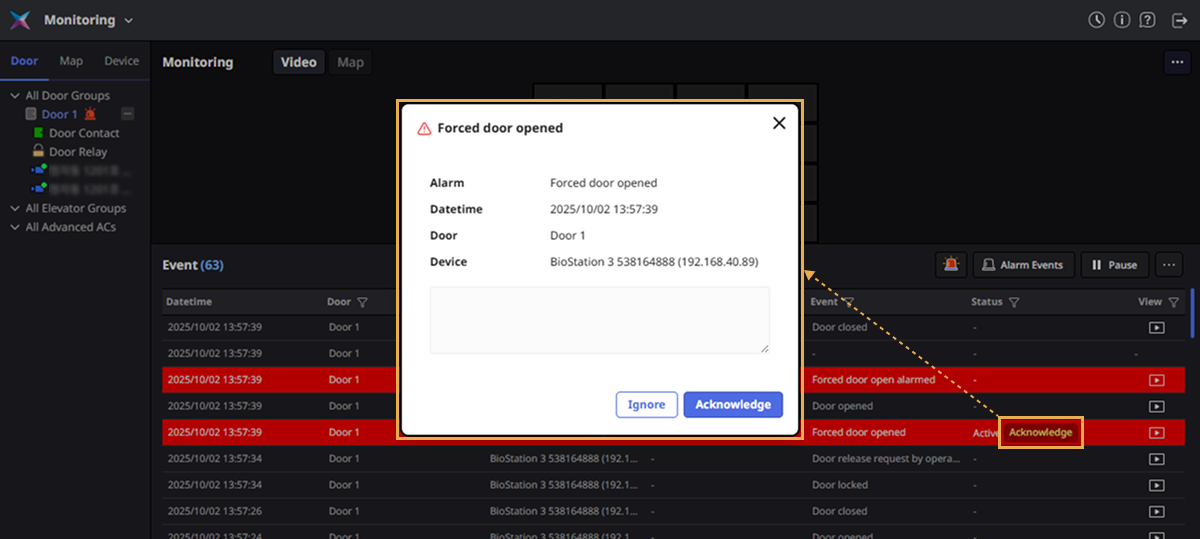 Monitoring
Door Map Device
Monitoring Video Map
All Door Groups
Door 1
Door Contact
Door Relay
All Elevator Groups
All Advanced ACs
Forced door opened
Alarm Forced door opened
Datetime 2025/10/02 13:57:39
Door Door 1
Device BioStation 3 538164888 (192.168.40.89)
Ignore Acknowledge
Event (63) Alarm Events Pause
Datetime Door Event Status View
2025/10/02 13:57:39 Door 1 Door closed -
2025/10/02 13:57:39 Door 1 - - -
2025/10/02 13:57:39 Door 1 Forced door open alarmed -
2025/10/02 13:57:39 Door 1 Door opened -
2025/10/02 13:57:39 Door 1 Forced door opened Active Acknowledge
2025/10/02 13:57:34 Door 1 BioStation 3 538164888 (192.1... - Door release request by opera... -
2025/10/02 13:57:34 Door 1 BioStation 3 538164888 (192.1... - Door locked -
2025/10/02 13:57:26 Door 1 BioStation 3 538164888 (192.1... - Door closed -
2025/10/02 13:57:24 Door 1 BioStation 3 538164888 (192.1... - Door opened -